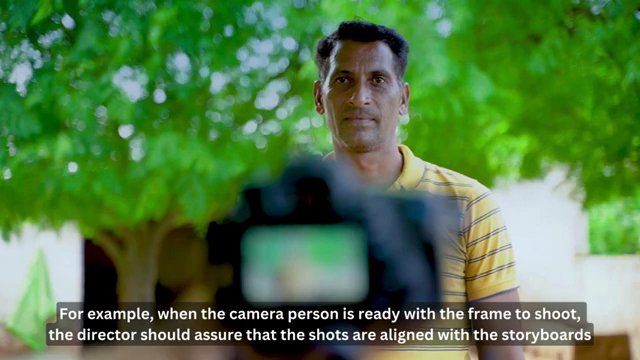 For example, when the camera person is ready with the frame to shoot,
the director should assure that the shots are aligned with the storyboards